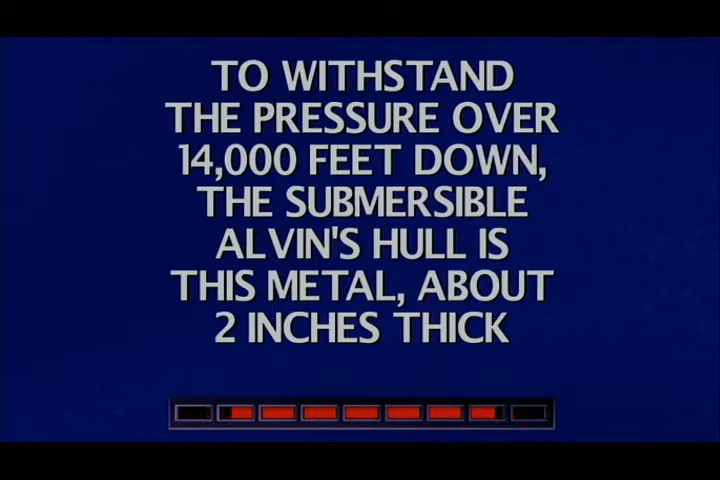 TO WITHSTAND
THE PRESSURE OVER
14,000 FEET DOWN,
THE SUBMERSIBLE
ALVIN'S HULL IS
THIS METAL, ABOUT
2 INCHES THICK